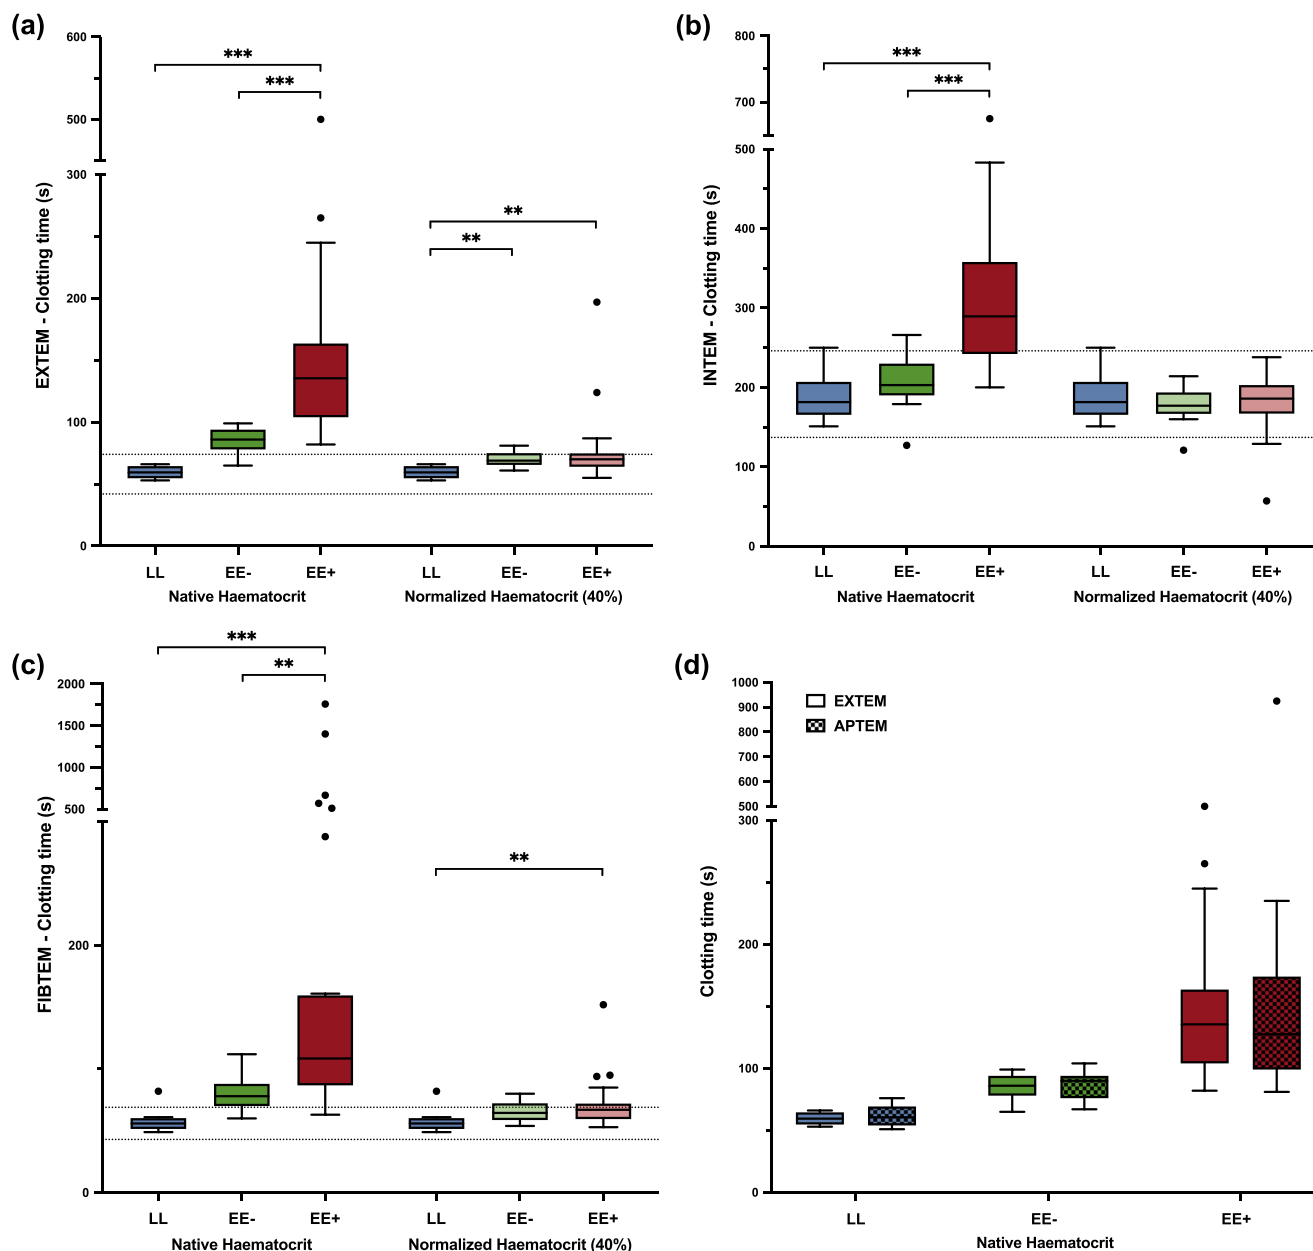 (a)
EXTEM - Clotting time (s)
600
500
300
200
100
0
***
***
**
**
LL EE- EE+ LL EE- EE+
Native Haematocrit Normalized Haematocrit (40%)
(b)
INTEM - Clotting time (s)
800
700
500
400
300
200
100
0
***
***
LL EE- EE+ LL EE- EE+
Native Haematocrit Normalized Haematocrit (40%)
(c)
FIBTEM - Clotting time (s)
2000
1500
1000
500
200
0
***
**
**
LL EE- EE+ LL EE- EE+
Native Haematocrit Normalized Haematocrit (40%)
(d)
Clotting time (s)
1000
900
800
700
600
500
300
200
100
0
EXTEM
APTEM
LL EE- EE+
Native Haematocrit